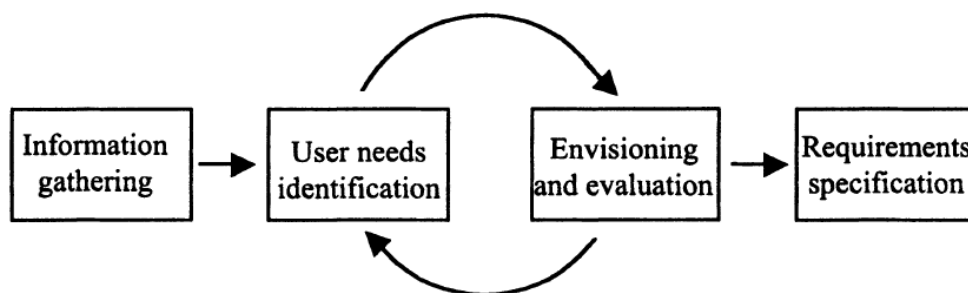 Information
gathering
User needs
identification
Envisioning
and evaluation
Requirements
specification